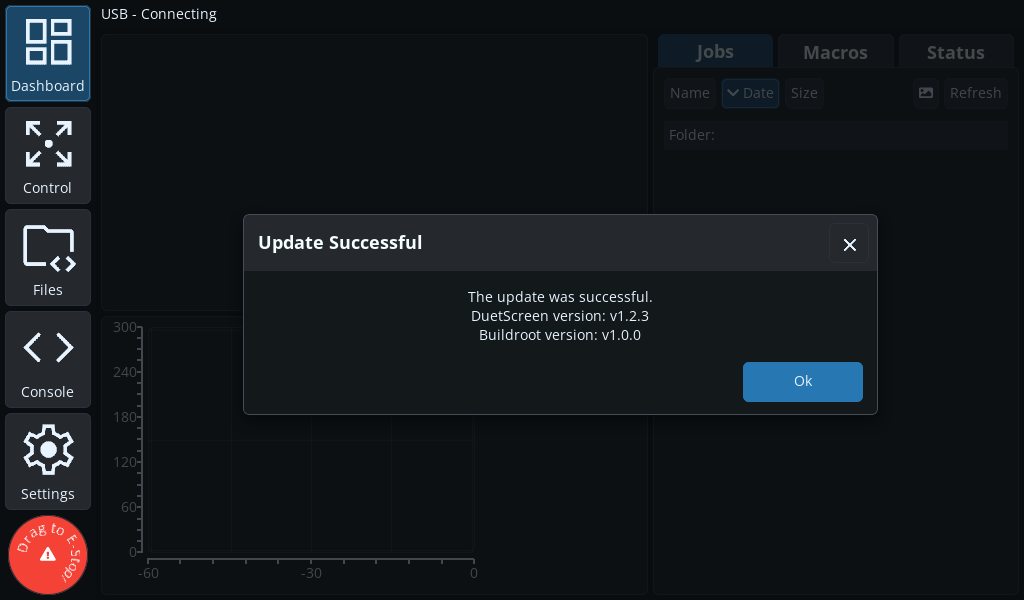 USB - Connecting
Dashboard
Control
Files
Console
Settings
Drag to E-Stop!
Jobs
Macros
Status
Name
Date
Size
Refresh
Folder:
Update Successful
The update was successful.
DuetScreen version: v1.2.3
Buildroot version: v1.0.0
Ok
300
240
180
120
60
0
-60
-30
0